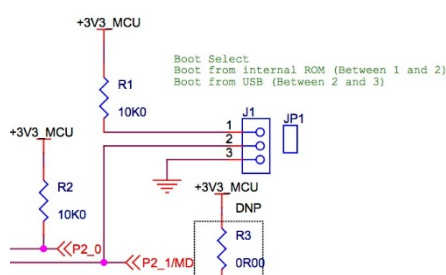 +3V3_MCU
Boot Select
Boot from internal ROM (Between 1 and 2)
Boot from USB (Between 2 and 3)
R1
10K0
J1
JP1
1
2
3
+3V3_MCU
R2
10K0
+3V3_MCU
DNP
R3
0R00
P2_0
P2_1/MD